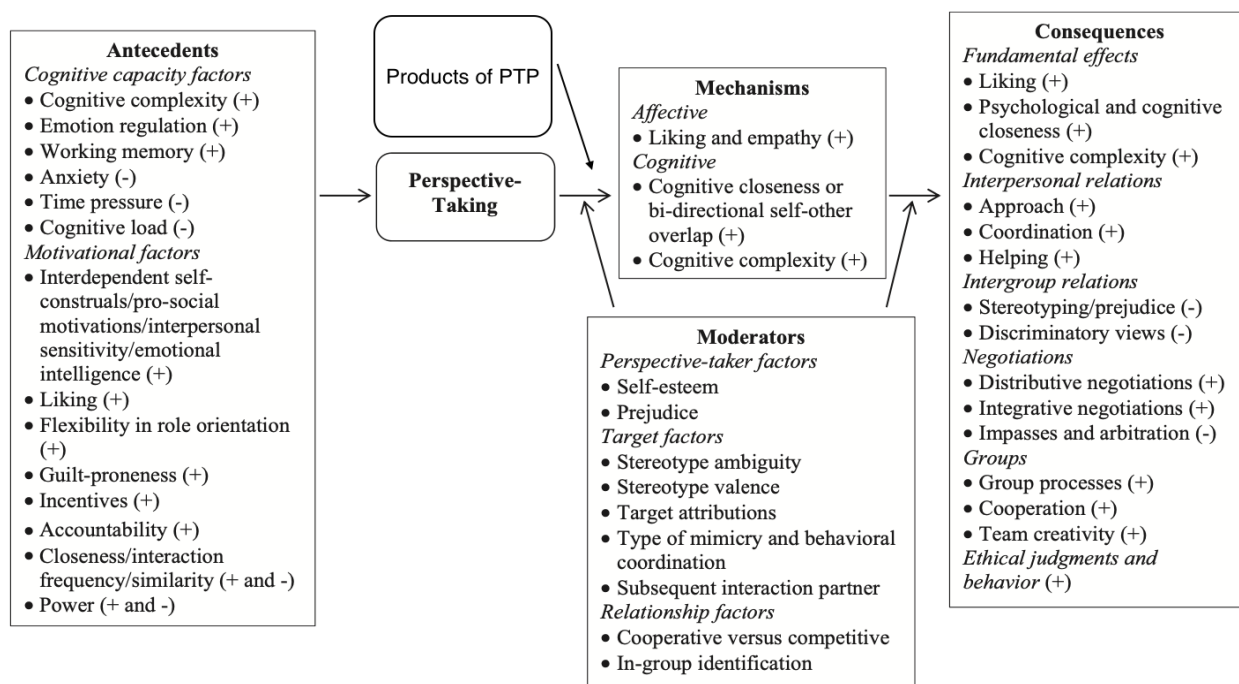 Antecedents
Cognitive capacity factors
• Cognitive complexity (+)
• Emotion regulation (+)
• Working memory (+)
• Anxiety (-)
• Time pressure (-)
• Cognitive load (-)
Motivational factors
• Interdependent self-
construals/pro-social
motivations/interpersonal
sensitivity/emotional
intelligence (+)
• Liking (+)
• Flexibility in role orientation
(+)
• Guilt-proneness (+)
• Incentives (+)
• Accountability (+)
• Closeness/interaction
frequency/similarity (+ and -)
• Power (+ and -)
Products of PTP
Perspective-
Taking
Mechanisms
Affective
• Liking and empathy (+)
Cognitive
• Cognitive closeness or
bi-directional self-other
overlap (+)
• Cognitive complexity (+)
Moderators
Perspective-taker factors
• Self-esteem
• Prejudice
Target factors
• Stereotype ambiguity
• Stereotype valence
• Target attributions
• Type of mimicry and behavioral
coordination
• Subsequent interaction partner
Relationship factors
• Cooperative versus competitive
• In-group identification
Consequences
Fundamental effects
• Liking (+)
• Psychological and cognitive
closeness (+)
• Cognitive complexity (+)
Interpersonal relations
• Approach (+)
• Coordination (+)
• Helping (+)
Intergroup relations
• Stereotyping/prejudice (-)
• Discriminatory views (-)
Negotiations
• Distributive negotiations (+)
• Integrative negotiations (+)
• Impasses and arbitration (-)
Groups
• Group processes (+)
• Cooperation (+)
• Team creativity (+)
Ethical judgments and
behavior (+)